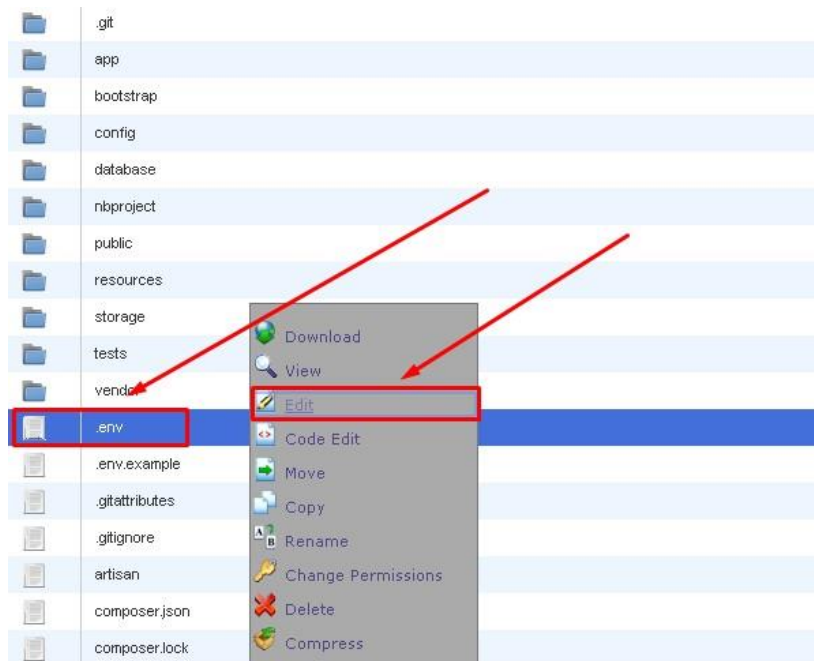 .git
app
bootstrap
config
database
nbproject
public
resources
storage
tests
vendor
.env
.env.example
.gitattributes
.gitignore
artisan
composer.json
composer.lock
Download
View
Edit
Code Edit
Move
Copy
Rename
Change Permissions
Delete
Compress